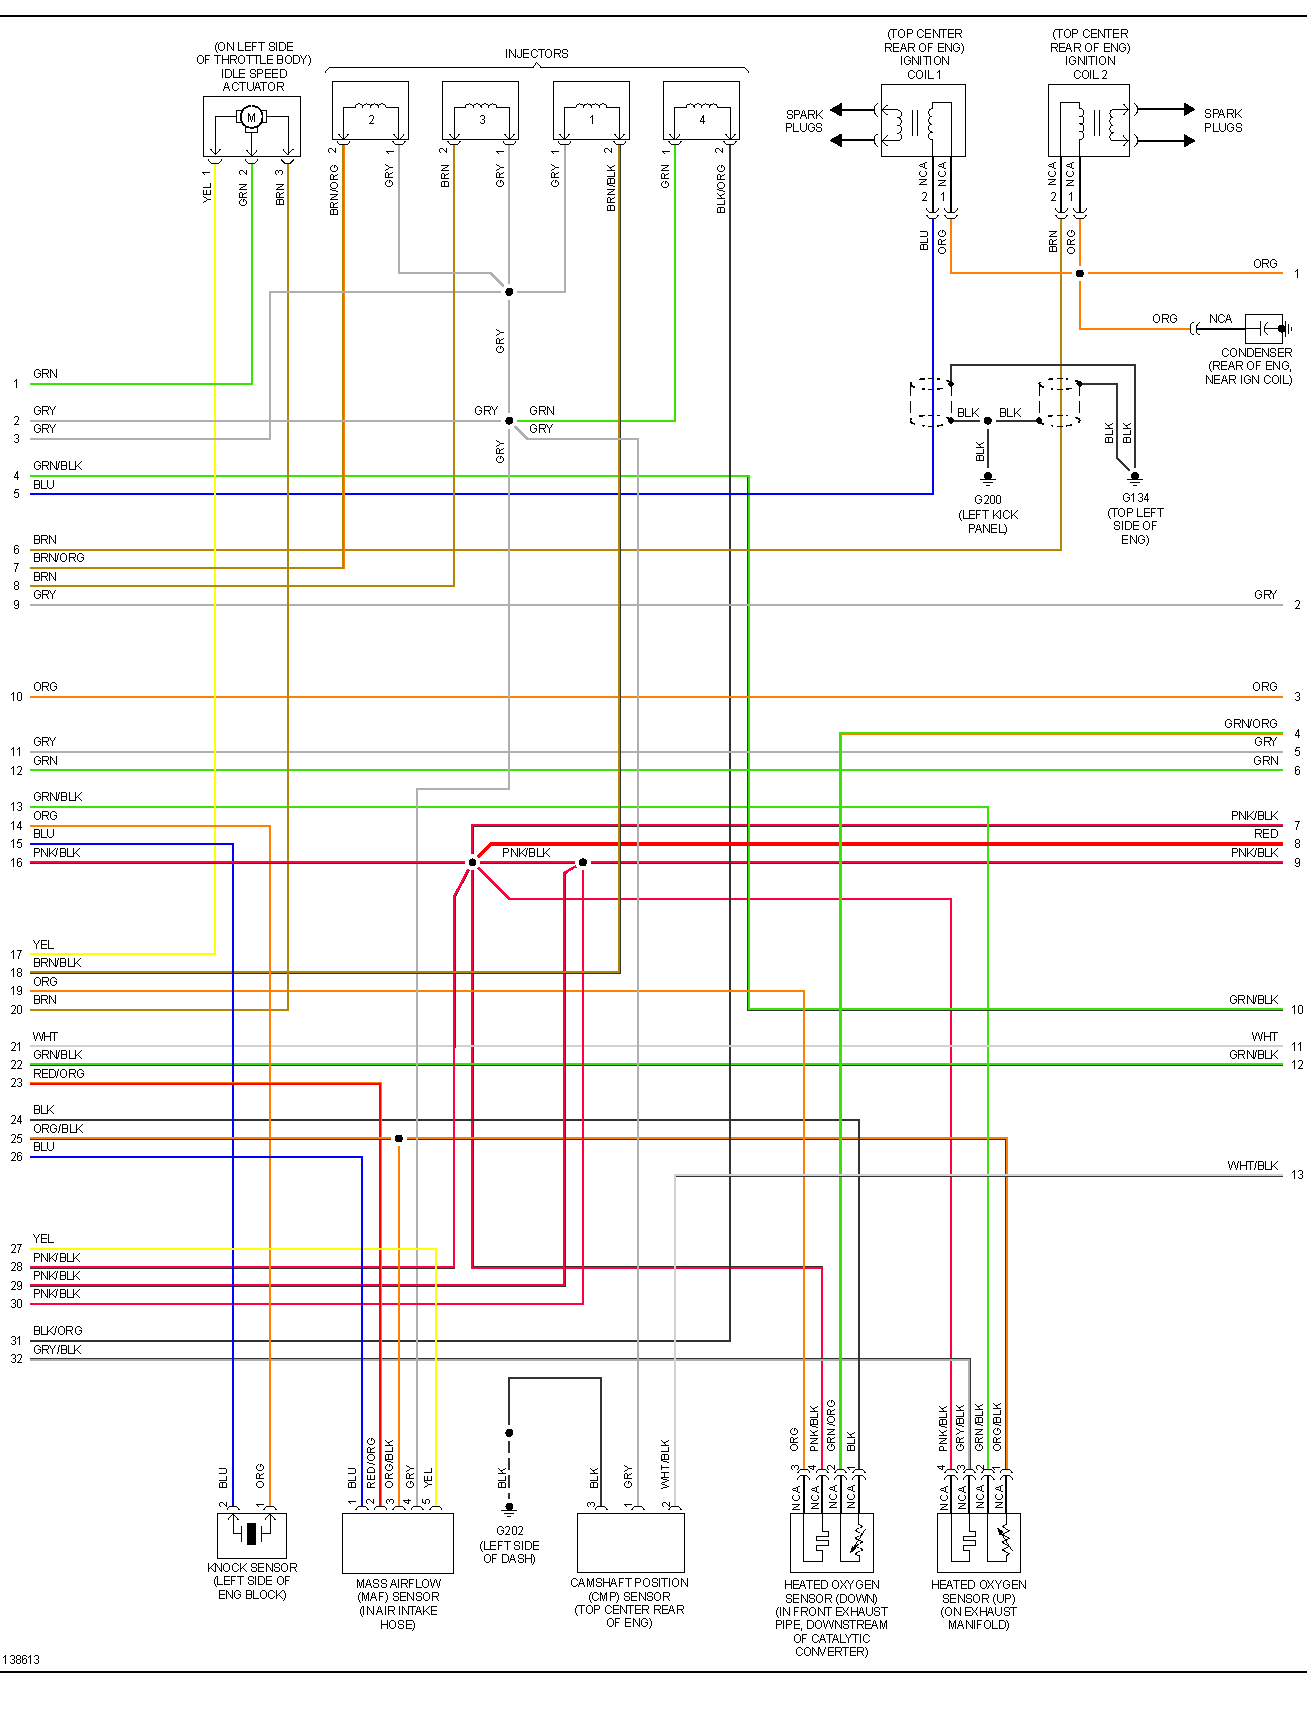 (ON LEFT SIDE
OF THROTTLE BODY)
IDLE SPEED
ACTUATOR
M
YEL 1
GRN 2
BRN 3
INJECTORS
2
3
1
4
BRN/ORG 2
GRY 1
BRN 2
GRY 1
GRY 1
BRN/BLK 2
GRN 1
BLK/ORG 2
(TOP CENTER
REAR OF ENG)
IGNITION
COIL 1
SPARK
PLUGS
NCA
NCA
2
1
BLU
ORG
(TOP CENTER
REAR OF ENG)
IGNITION
COIL 2
SPARK
PLUGS
NCA
NCA
2
1
BRN
ORG
ORG 1
ORG
NCA
CONDENSER
(REAR OF ENG,
NEAR IGN COIL)
GRY
GRY
GRN
GRY
GRY
BLK
BLK
BLK
BLK
BLK
G200
(LEFT KICK
PANEL)
G134
(TOP LEFT
SIDE OF
ENG)
1 GRN
2 GRY
3 GRY
4 GRN/BLK
5 BLU
6 BRN
7 BRN/ORG
8 BRN
9 GRY
GRY 2
10 ORG
ORG 3
GRN/ORG 4
11 GRY
GRY 5
12 GRN
GRN 6
13 GRN/BLK
14 ORG
PNK/BLK 7
15 BLU
RED 8
16 PNK/BLK
PNK/BLK
PNK/BLK 9
17 YEL
18 BRN/BLK
19 ORG
20 BRN
GRN/BLK 10
21 WHT
WHT 11
22 GRN/BLK
GRN/BLK 12
23 RED/ORG
24 BLK
25 ORG/BLK
26 BLU
WHT/BLK 13
27 YEL
28 PNK/BLK
29 PNK/BLK
30 PNK/BLK
31 BLK/ORG
32 GRY/BLK
2 BLU
1 ORG
KNOCK SENSOR
(LEFT SIDE OF
ENG BLOCK)
1 BLU
2 RED/ORG
3 ORG/BLK
4 GRY
5 YEL
MASS AIRFLOW
(MAF) SENSOR
(IN AIR INTAKE
HOSE)
BLK
G202
(LEFT SIDE
OF DASH)
3 BLK
1 GRY
2 WHT/BLK
CAMSHAFT POSITION
(CMP) SENSOR
(TOP CENTER REAR
OF ENG)
3 ORG
4 PNK/BLK
2 GRN/ORG
1 BLK
NCA
NCA
NCA
NCA
HEATED OXYGEN
SENSOR (DOWN)
(IN FRONT EXHAUST
PIPE, DOWNSTREAM
OF CATALYTIC
CONVERTER)
4 PNK/BLK
3 GRY/BLK
2 GRN/BLK
1 ORG/BLK
NCA
NCA
NCA
NCA
HEATED OXYGEN
SENSOR (UP)
(ON EXHAUST
MANIFOLD)
138613